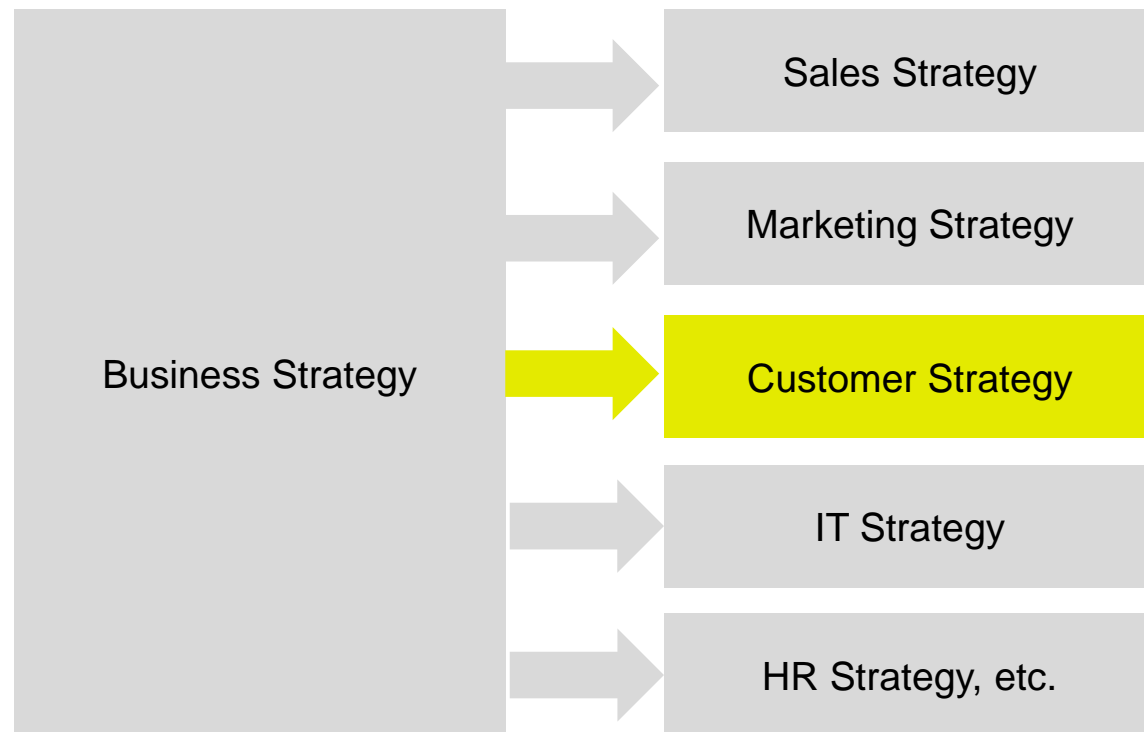 Business Strategy
Sales Strategy
Marketing Strategy
Customer Strategy
IT Strategy
HR Strategy, etc.